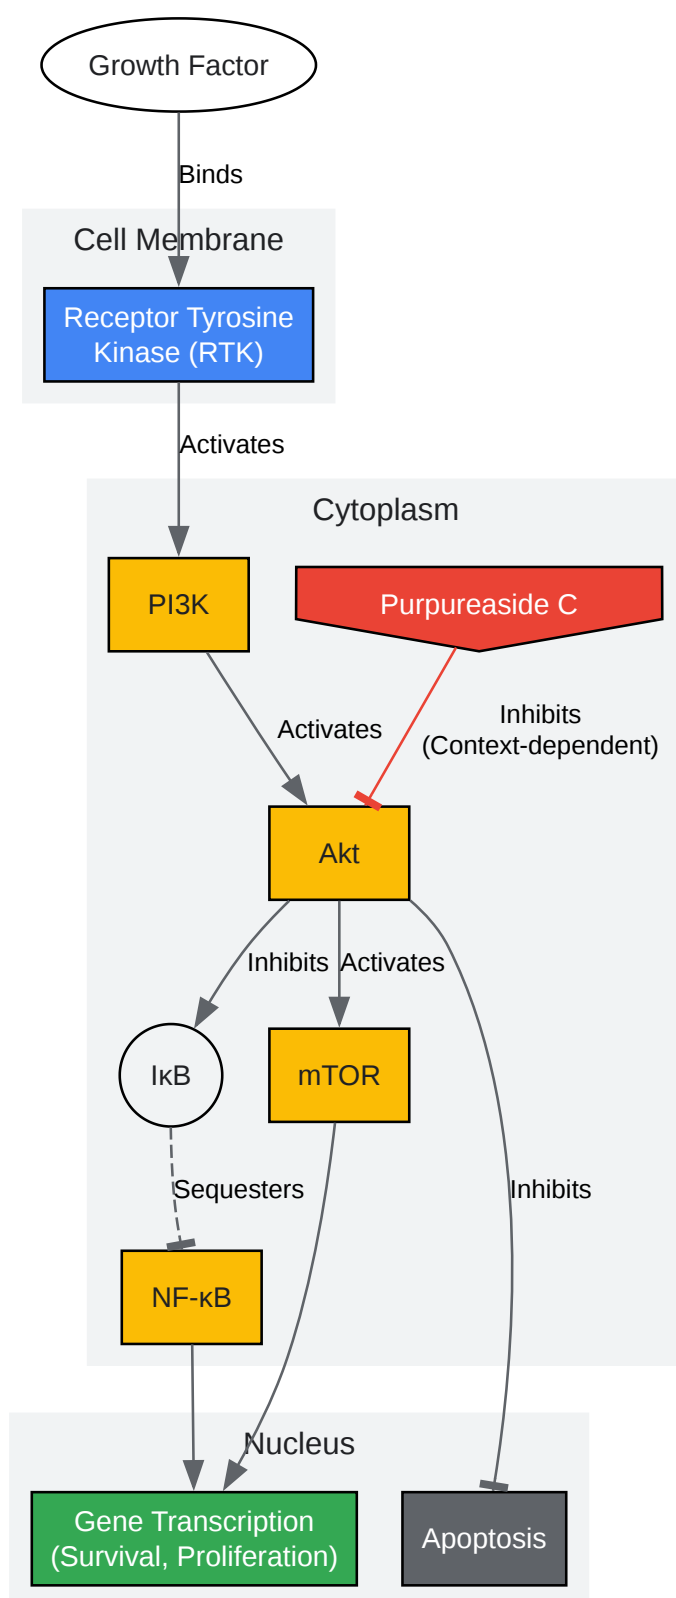 Growth Factor
Binds
Cell Membrane
Receptor Tyrosine
Kinase (RTK)
Activates
Cytoplasm
PI3K
Purpureaside C
Activates
Inhibits
(Context-dependent)
Akt
Inhibits
Activates
IκB
mTOR
Sequesters
Inhibits
NF-κB
Nucleus
Gene Transcription
(Survival, Proliferation)
Apoptosis